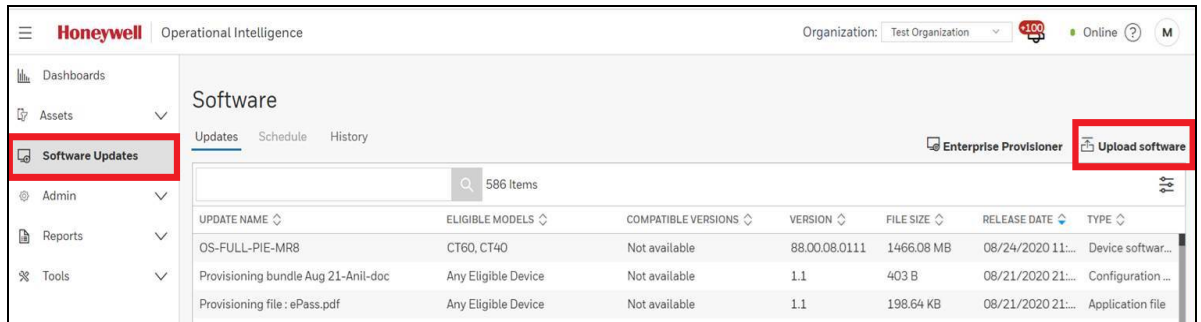 Honeywell Operational Intelligence Organization: Test Organization +100 Online ? M
Dashboards
Assets
Software Updates
Admin
Reports
Tools
Software
Updates Schedule History
Enterprise Provisioner Upload software
586 Items
UPDATE NAME ELIGIBLE MODELS COMPATIBLE VERSIONS VERSION FILE SIZE RELEASE DATE TYPE
OS-FULL-PIE-MR8 CT60, CT40 Not available 88.00.08.0111 1466.08 MB 08/24/2020 11:... Device softwar...
Provisioning bundle Aug 21-Anil-doc Any Eligible Device Not available 1.1 403 B 08/21/2020 21:... Configuration ...
Provisioning file : ePass.pdf Any Eligible Device Not available 1.1 198.64 KB 08/21/2020 21:... Application file